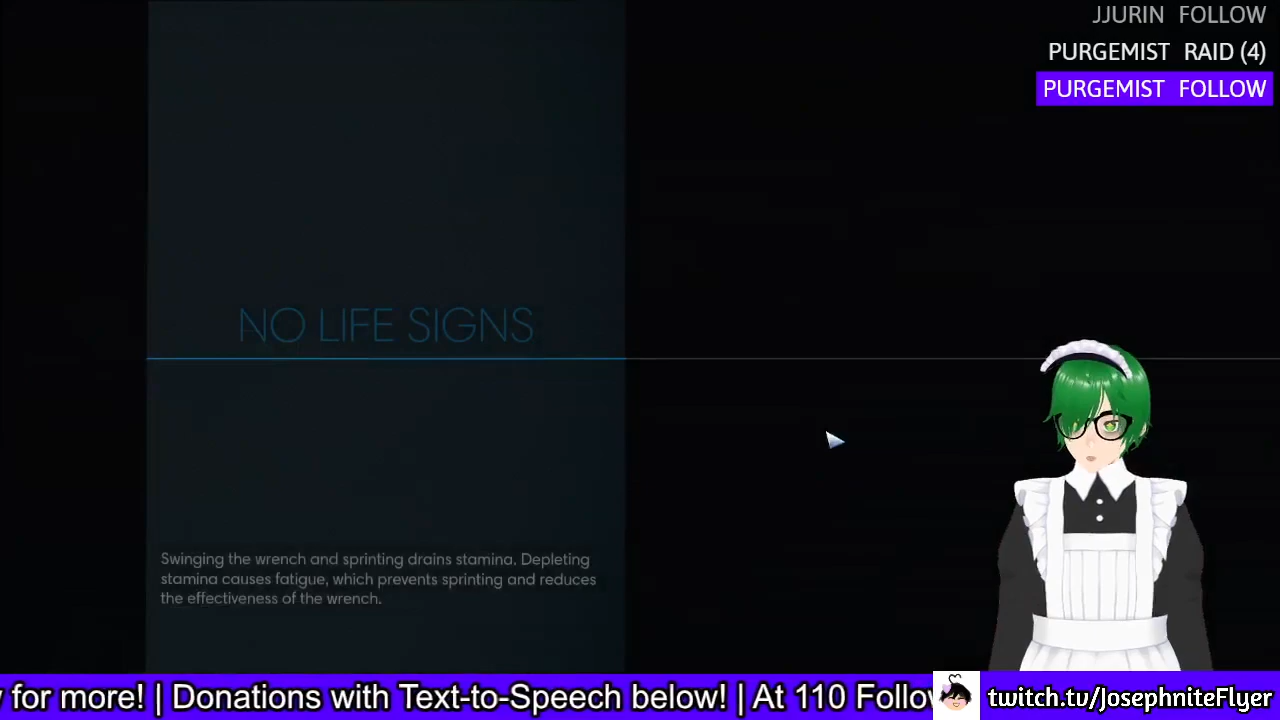 JJURIN FOLLOW
PURGEMIST RAID (4)
PURGEMIST FOLLOW
NO LIFE SIGNS
Swinging the wrench and sprinting drains stamina. Depleting
stamina causes fatigue, which prevents sprinting and reduces
the effectiveness of the wrench.
for more! | Donations with Text-to-Speech below! | At 110 Follow
twitch.tv/JosephniteFlyer